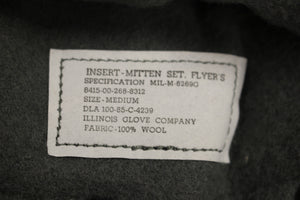 INSERT-MITTEN SET, FLYER'S
SPECIFICATION MIL-M-6269G
8415-00-268-8312
SIZE-MEDIUM
DLA 100-85-C-4239
ILLINOIS GLOVE COMPANY
FABRIC-100% WOOL